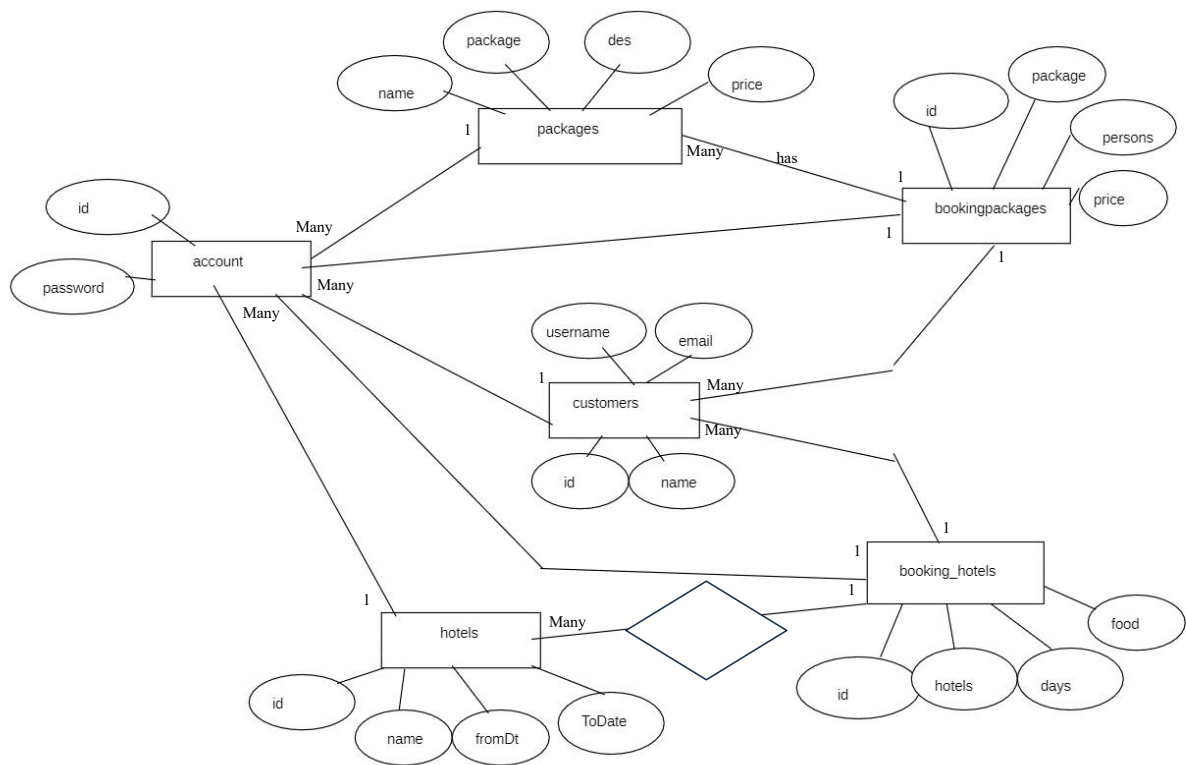 package
des
name
price
package
id
persons
price
1
packages
Many
has
1
bookingpackages
1
1
id
Many
account
password
Many
Many
username
email
1
customers
Many
Many
id
name
1
1
booking_hotels
1
1
hotels
Many
food
id
name
fromDt
ToDate
id
hotels
days